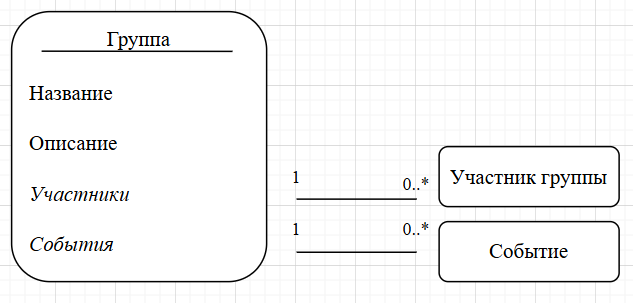 Группа
Название
Описание
Участники
События
1
0..*
Участник группы
1
0..*
Событие